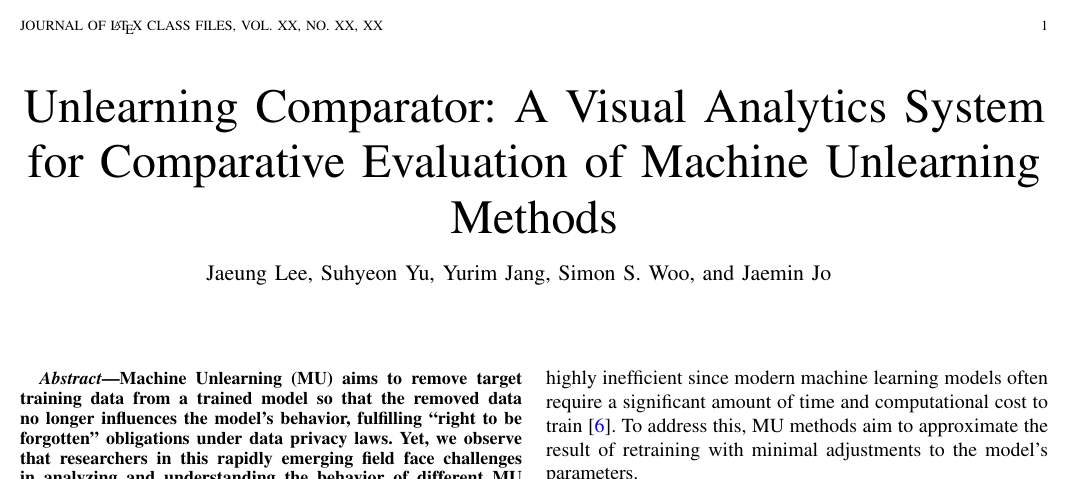 JOURNAL OF LATEX CLASS FILES, VOL. XX, NO. XX, XX
1
Unlearning Comparator: A Visual Analytics System
for Comparative Evaluation of Machine Unlearning
Methods
Jaeung Lee, Suhyeon Yu, Yurim Jang, Simon S. Woo, and Jaemin Jo
Abstract—Machine Unlearning (MU) aims to remove target
training data from a trained model so that the removed data
no longer influences the model’s behavior, fulfilling “right to be
forgotten” obligations under data privacy laws. Yet, we observe
that researchers in this rapidly emerging field face challenges
in analyzing and understanding the behavior of different MU
highly inefficient since modern machine learning models often
require a significant amount of time and computational cost to
train [6]. To address this, MU methods aim to approximate the
result of retraining with minimal adjustments to the model’s
parameters.